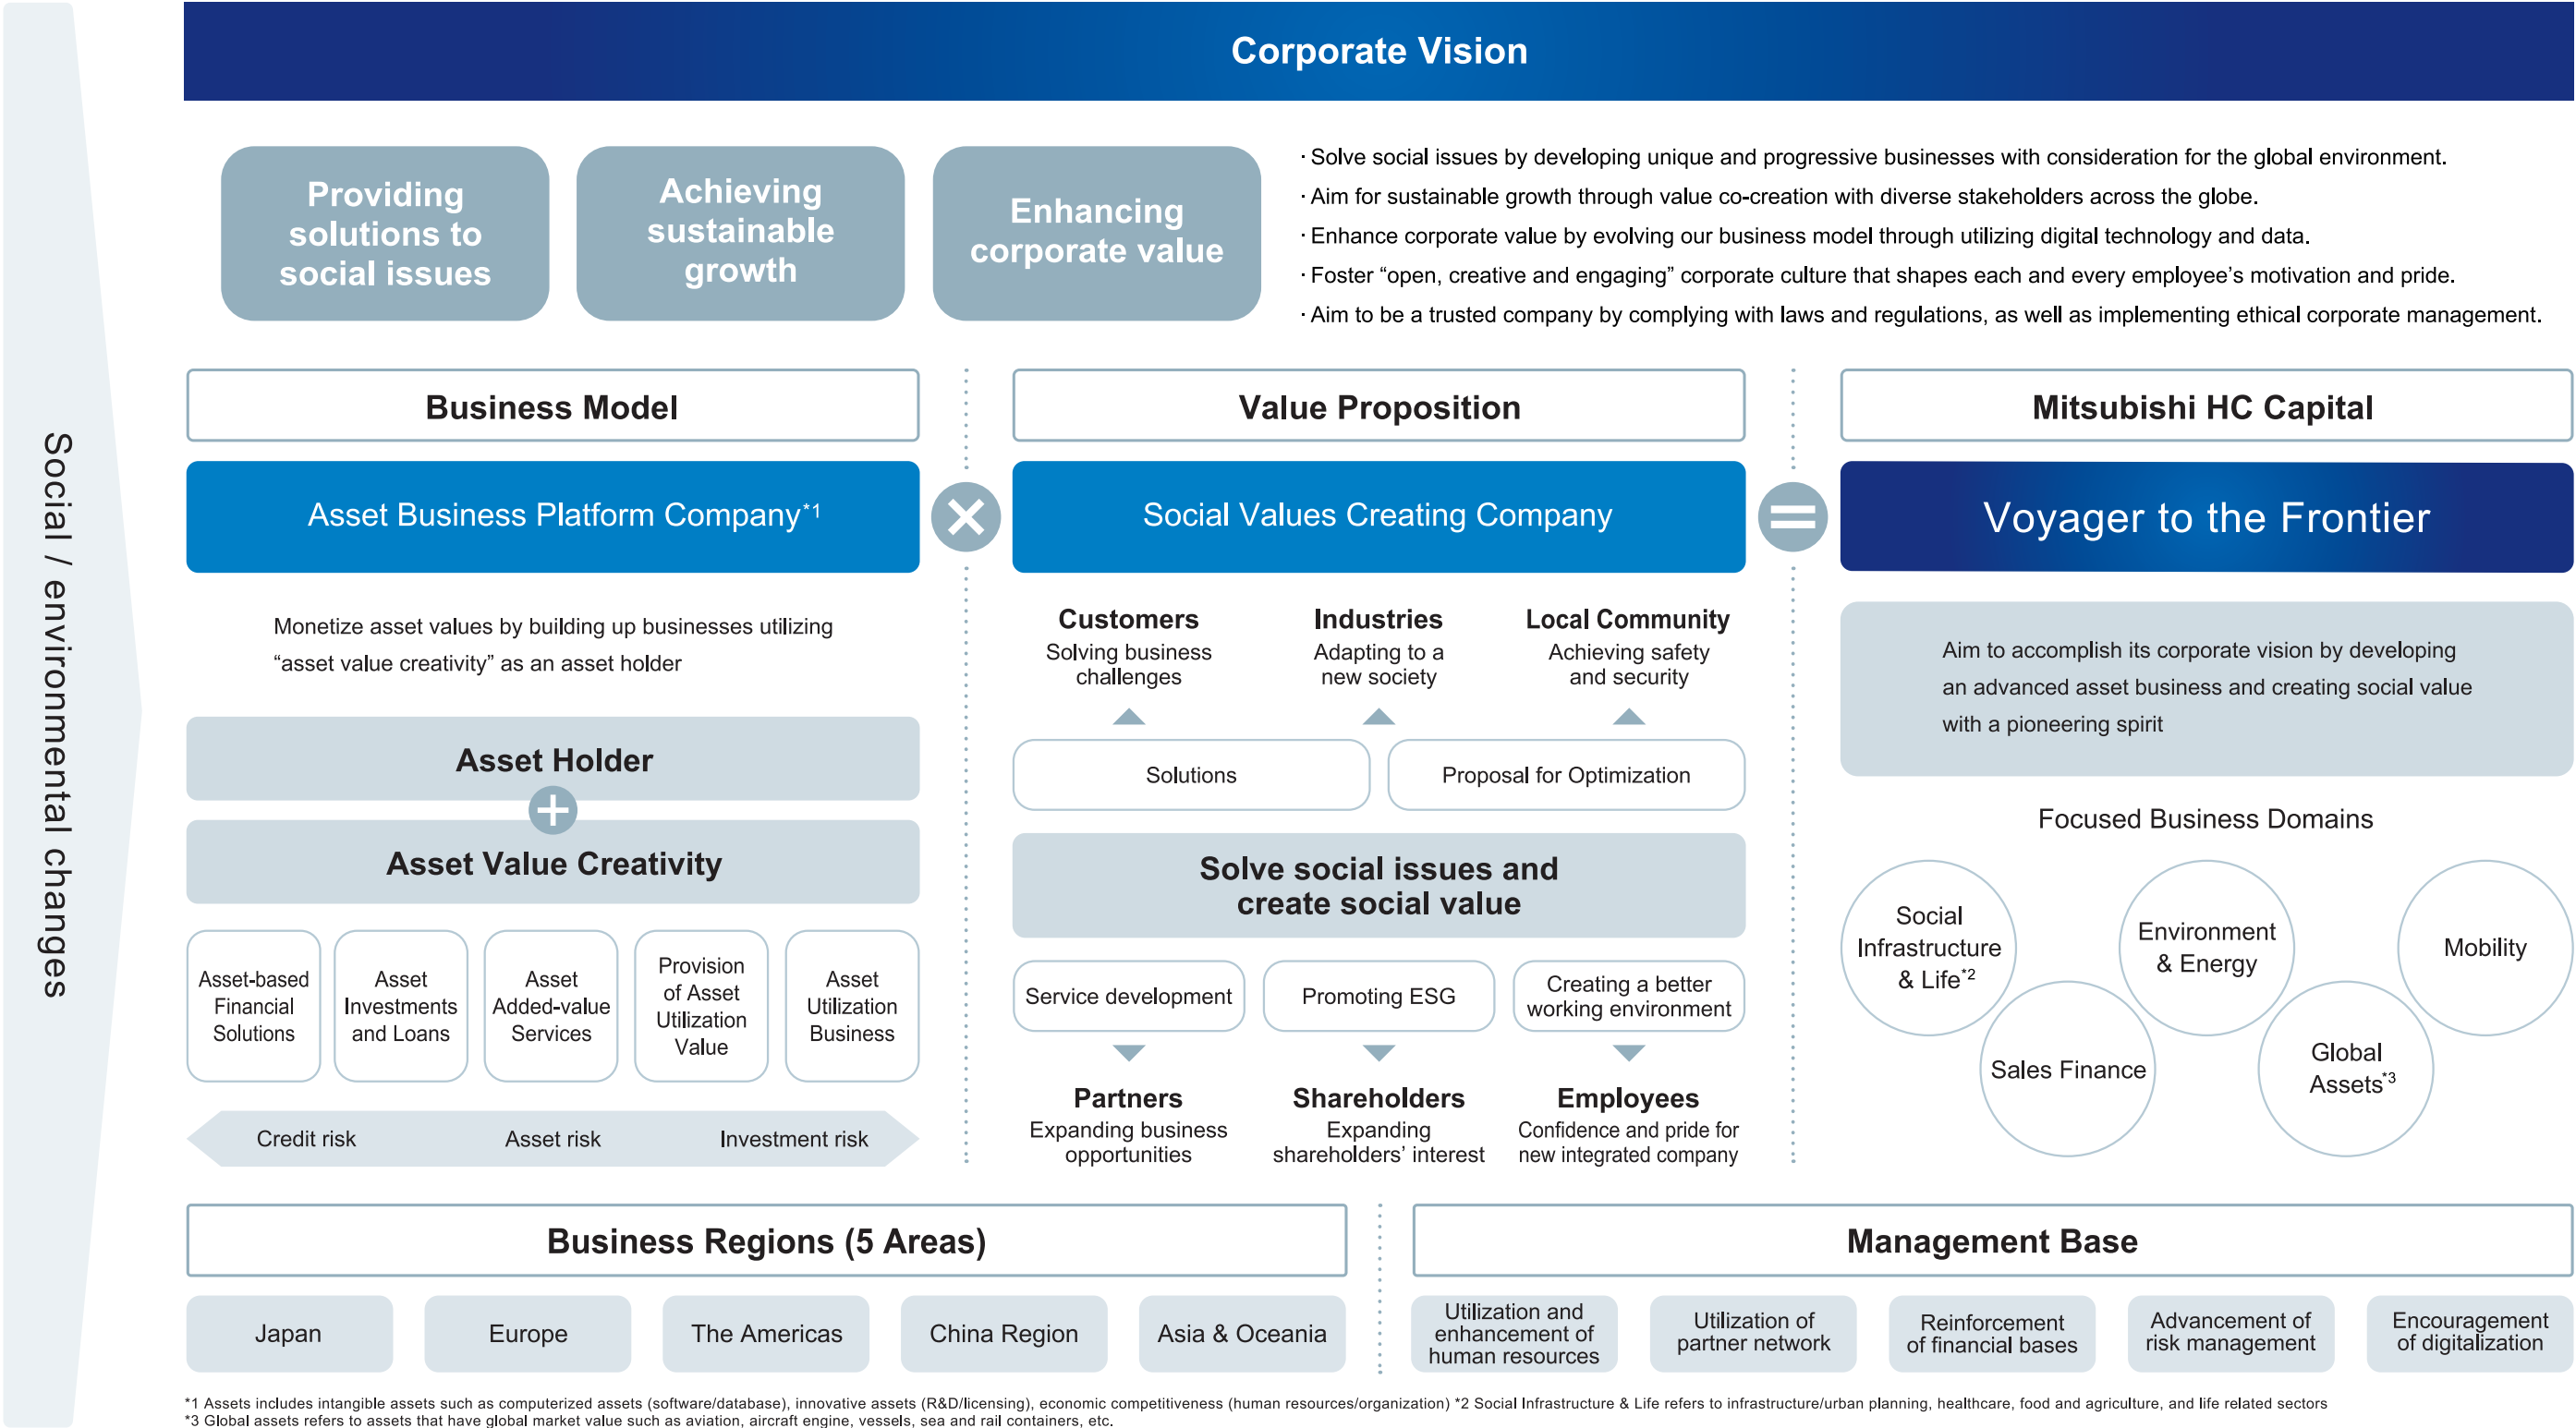 Corporate Vision
Providing
solutions to
social issues
Achieving
sustainable
growth
Enhancing
corporate value
· Solve social issues by developing unique and progressive businesses with consideration for the global environment.
· Aim for sustainable growth through value co-creation with diverse stakeholders across the globe.
· Enhance corporate value by evolving our business model through utilizing digital technology and data.
· Foster “open, creative and engaging” corporate culture that shapes each and every employee’s motivation and pride.
· Aim to be a trusted company by complying with laws and regulations, as well as implementing ethical corporate management.
Social / environmental changes
Business Model
Asset Business Platform Company*1
Monetize asset values by building up businesses utilizing
“asset value creativity” as an asset holder
Asset Holder
+
Asset Value Creativity
Asset-based
Financial
Solutions
Asset
Investments
and Loans
Asset
Added-value
Services
Provision
of Asset
Utilization
Value
Asset
Utilization
Business
Credit risk
Asset risk
Investment risk
×
Value Proposition
Social Values Creating Company
Customers
Solving business
challenges
Industries
Adapting to a
new society
Local Community
Achieving safety
and security
Solutions
Proposal for Optimization
Solve social issues and
create social value
Service development
Promoting ESG
Creating a better
working environment
Partners
Expanding business
opportunities
Shareholders
Expanding
shareholders’ interest
Employees
Confidence and pride for
new integrated company
=
Mitsubishi HC Capital
Voyager to the Frontier
Aim to accomplish its corporate vision by developing
an advanced asset business and creating social value
with a pioneering spirit
Focused Business Domains
Social
Infrastructure
& Life*2
Sales Finance
Environment
& Energy
Global
Assets*3
Mobility
Business Regions (5 Areas)
Japan
Europe
The Americas
China Region
Asia & Oceania
Management Base
Utilization and
enhancement of
human resources
Utilization of
partner network
Reinforcement
of financial bases
Advancement of
risk management
Encouragement
of digitalization
*1 Assets includes intangible assets such as computerized assets (software/database), innovative assets (R&D/licensing), economic competitiveness (human resources/organization) *2 Social Infrastructure & Life refers to infrastructure/urban planning, healthcare, food and agriculture, and life related sectors
*3 Global assets refers to assets that have global market value such as aviation, aircraft engine, vessels, sea and rail containers, etc.